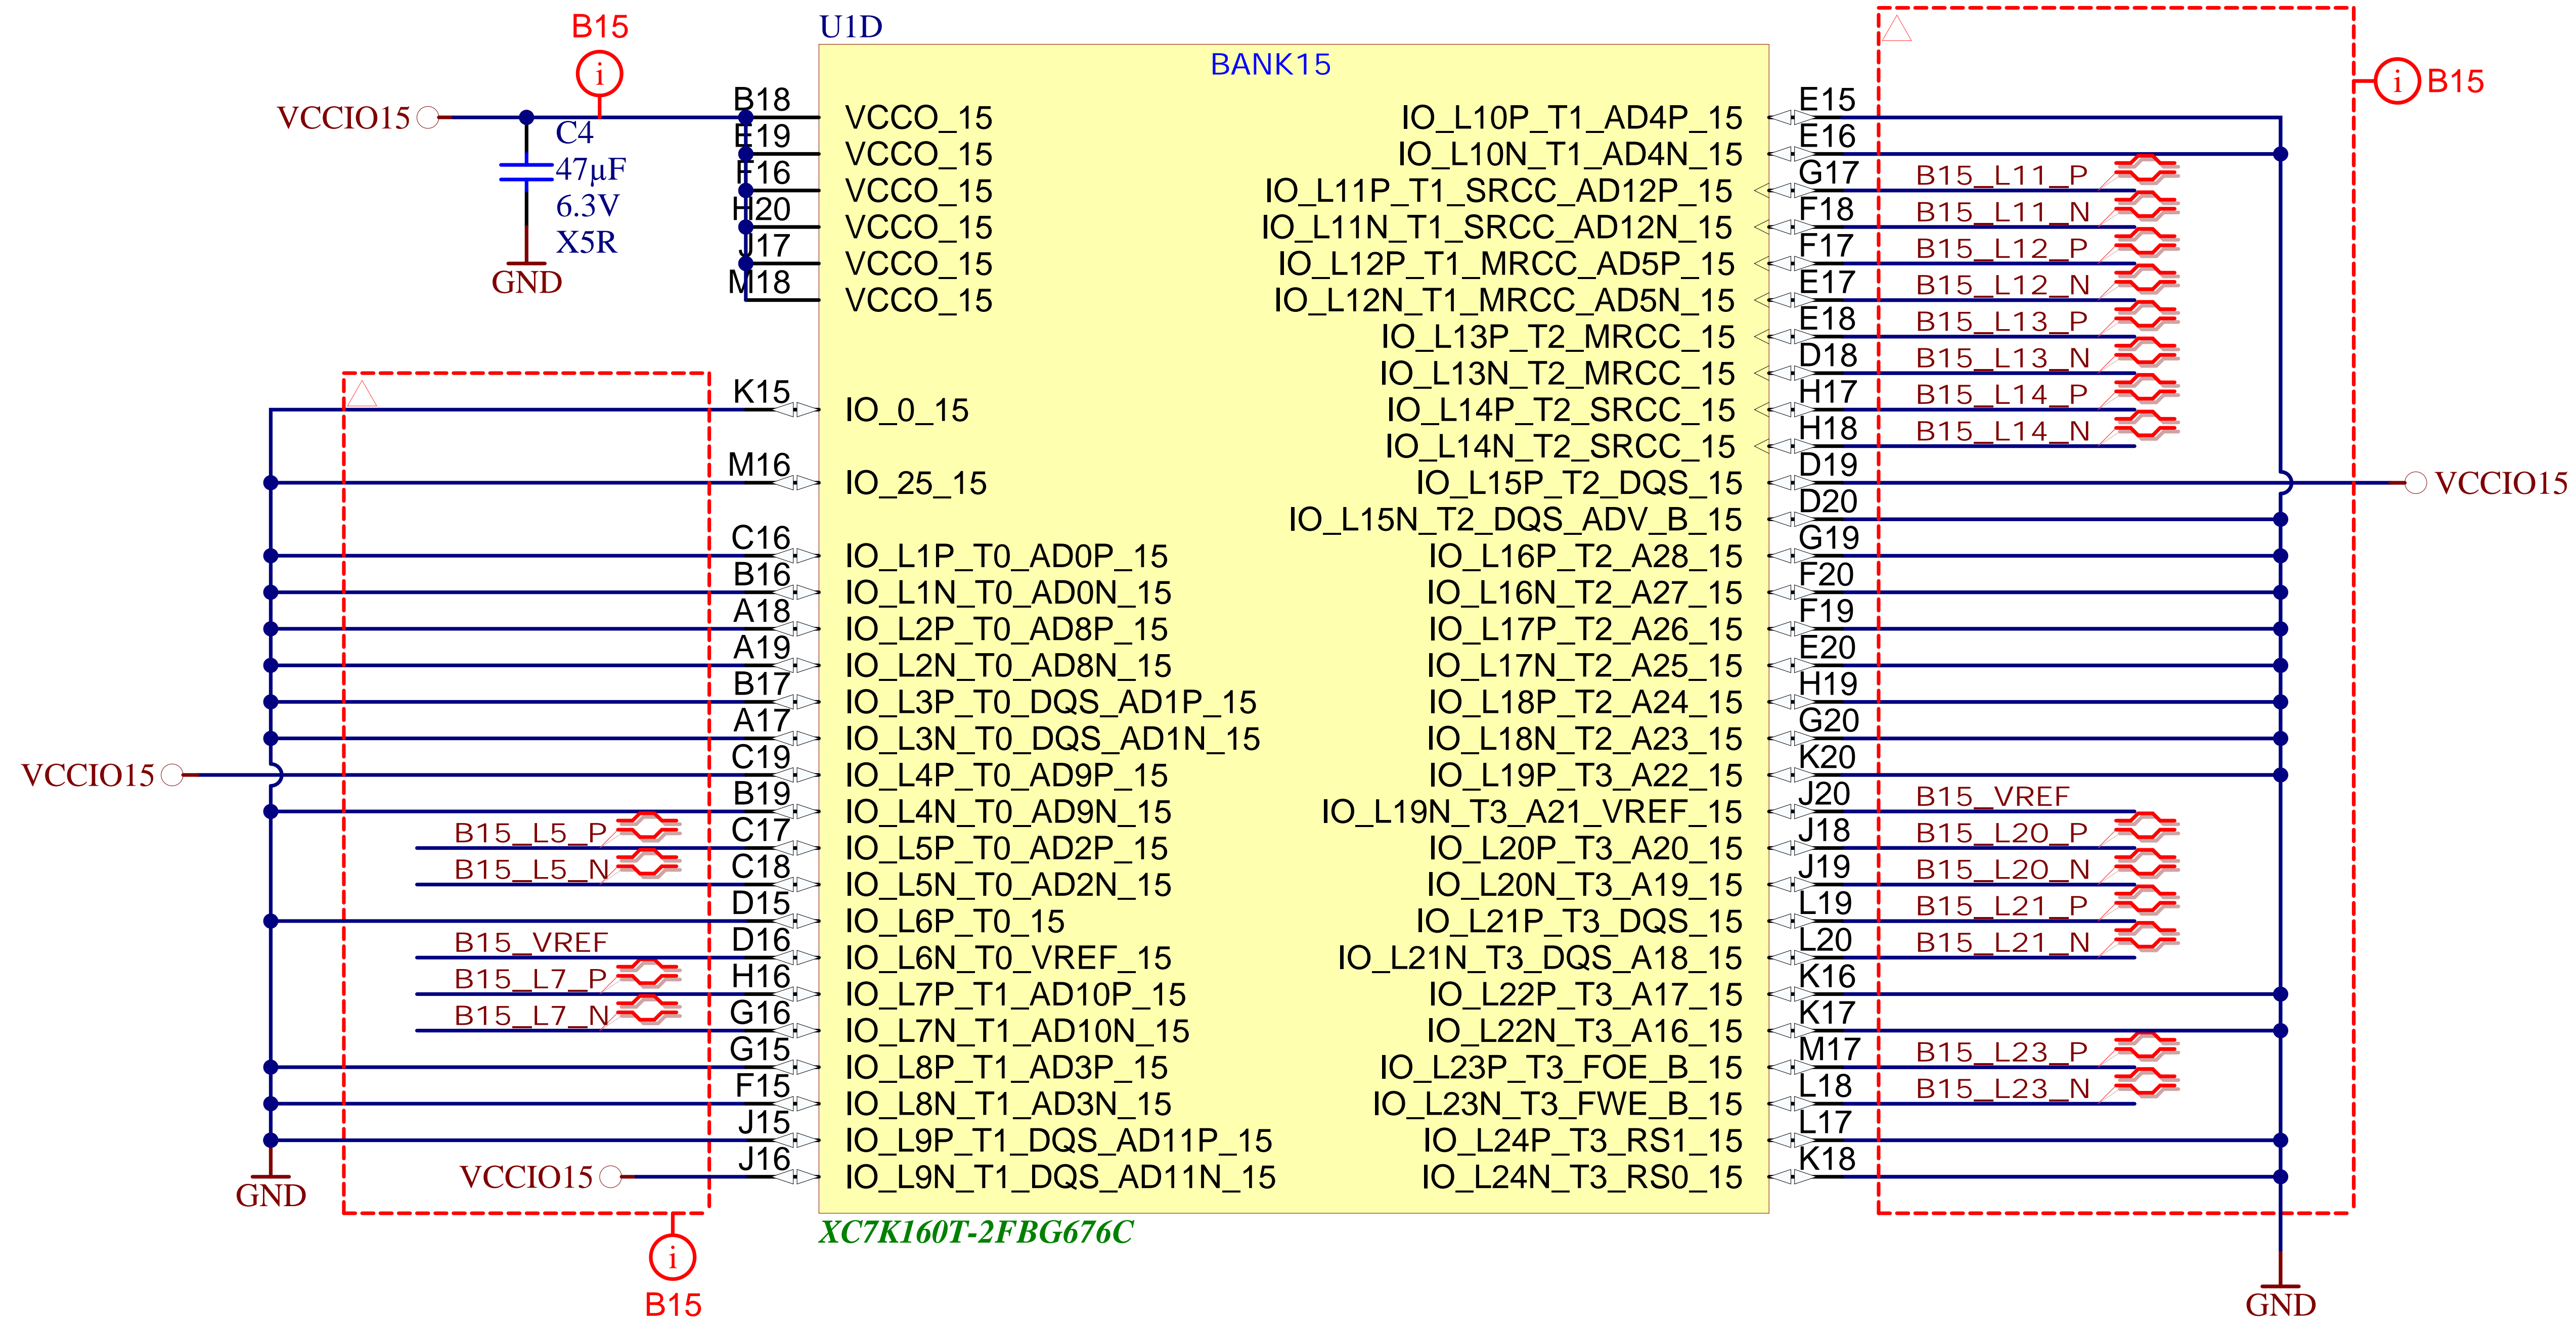 B15
i
U1D
BANK15
i B15
VCCIO15
C4
47µF
6.3V
X5R
GND
B18 VCCO_15
E19 VCCO_15
F16 VCCO_15
H20 VCCO_15
J17 VCCO_15
M18 VCCO_15
K15 IO_0_15
M16 IO_25_15
C16 IO_L1P_T0_AD0P_15
B16 IO_L1N_T0_AD0N_15
A18 IO_L2P_T0_AD8P_15
A19 IO_L2N_T0_AD8N_15
B17 IO_L3P_T0_DQS_AD1P_15
A17 IO_L3N_T0_DQS_AD1N_15
VCCIO15 C19 IO_L4P_T0_AD9P_15
B19 IO_L4N_T0_AD9N_15
B15_L5_P C17 IO_L5P_T0_AD2P_15
B15_L5_N C18 IO_L5N_T0_AD2N_15
D15 IO_L6P_T0_15
B15_VREF D16 IO_L6N_T0_VREF_15
B15_L7_P H16 IO_L7P_T1_AD10P_15
B15_L7_N G16 IO_L7N_T1_AD10N_15
G15 IO_L8P_T1_AD3P_15
F15 IO_L8N_T1_AD3N_15
J15 IO_L9P_T1_DQS_AD11P_15
VCCIO15 J16 IO_L9N_T1_DQS_AD11N_15
GND
IO_L10P_T1_AD4P_15 E15
IO_L10N_T1_AD4N_15 E16
IO_L11P_T1_SRCC_AD12P_15 G17 B15_L11_P
IO_L11N_T1_SRCC_AD12N_15 F18 B15_L11_N
IO_L12P_T1_MRCC_AD5P_15 F17 B15_L12_P
IO_L12N_T1_MRCC_AD5N_15 E17 B15_L12_N
IO_L13P_T2_MRCC_15 E18 B15_L13_P
IO_L13N_T2_MRCC_15 D18 B15_L13_N
IO_L14P_T2_SRCC_15 H17 B15_L14_P
IO_L14N_T2_SRCC_15 H18 B15_L14_N
IO_L15P_T2_DQS_15 D19 VCCIO15
IO_L15N_T2_DQS_ADV_B_15 D20
IO_L16P_T2_A28_15 G19
IO_L16N_T2_A27_15 F20
IO_L17P_T2_A26_15 F19
IO_L17N_T2_A25_15 E20
IO_L18P_T2_A24_15 H19
IO_L18N_T2_A23_15 G20
IO_L19P_T3_A22_15 K20
IO_L19N_T3_A21_VREF_15 J20 B15_VREF
IO_L20P_T3_A20_15 J18 B15_L20_P
IO_L20N_T3_A19_15 J19 B15_L20_N
IO_L21P_T3_DQS_15 L19 B15_L21_P
IO_L21N_T3_DQS_A18_15 L20 B15_L21_N
IO_L22P_T3_A17_15 K16
IO_L22N_T3_A16_15 K17
IO_L23P_T3_FOE_B_15 M17 B15_L23_P
IO_L23N_T3_FWE_B_15 L18 B15_L23_N
IO_L24P_T3_RS1_15 L17
IO_L24N_T3_RS0_15 K18
XC7K160T-2FBG676C
i
B15
GND